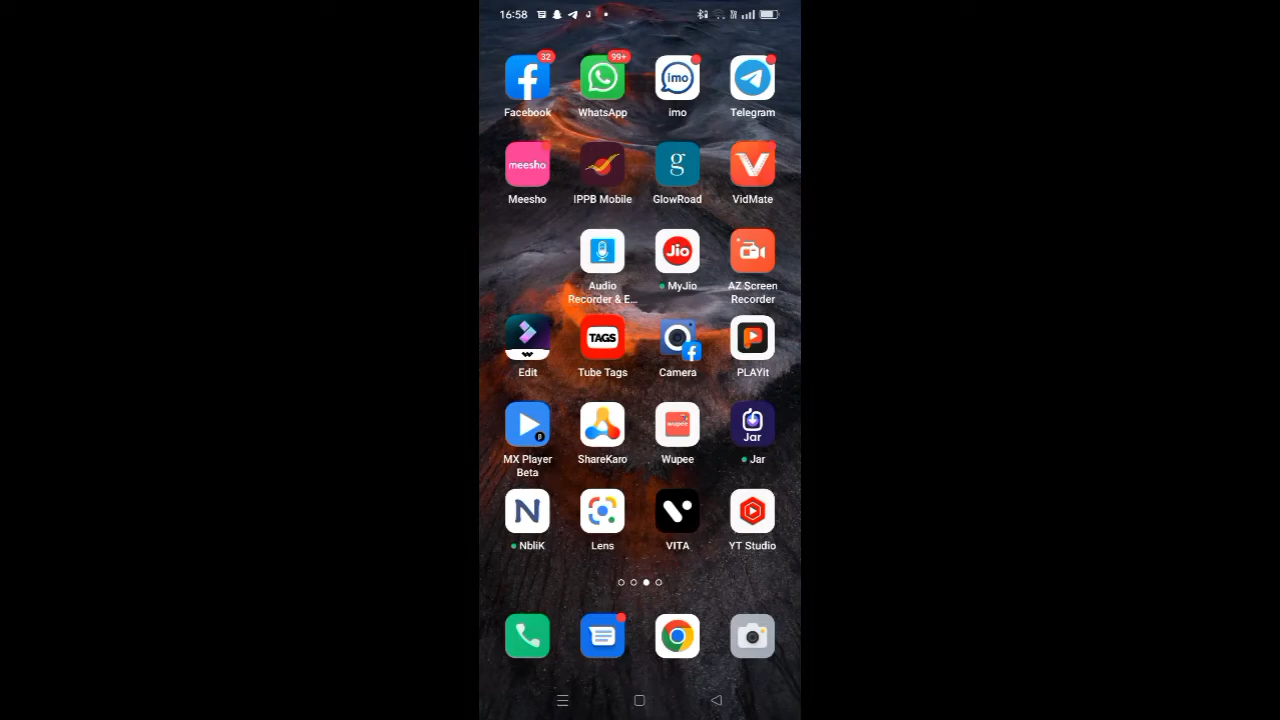 16:58
32
99+
imo
Facebook
WhatsApp
imo
Telegram
meesho
g
Meesho
IPPB Mobile
GlowRoad
VidMate
Jio
Audio
Recorder & E...
MyJio
AZ Screen
Recorder
TAGS
Edit
Tube Tags
Camera
PLAYit
wupee
Jar
MX Player
Beta
ShareKaro
Wupee
Jar
N
NbliK
Lens
VITA
YT Studio